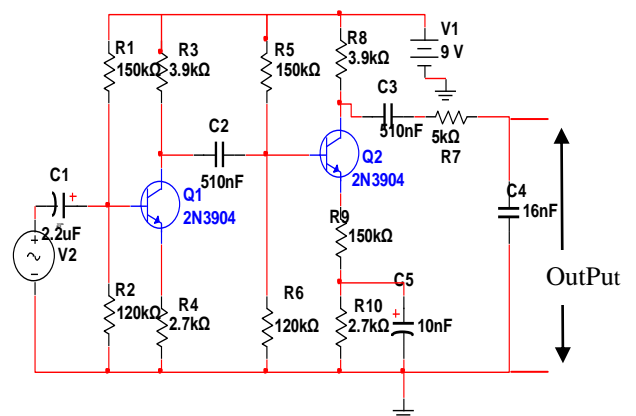 V1
9 V
R1
150kΩ
R3
3.9kΩ
R5
150kΩ
R8
3.9kΩ
C3
510nF
5kΩ
R7
C2
510nF
Q2
2N3904
C1
+
2.2uF
V2
Q1
2N3904
C4
16nF
R9
150kΩ
OutPut
R2
120kΩ
R4
2.7kΩ
R6
120kΩ
R10
2.7kΩ
C5
+
10nF